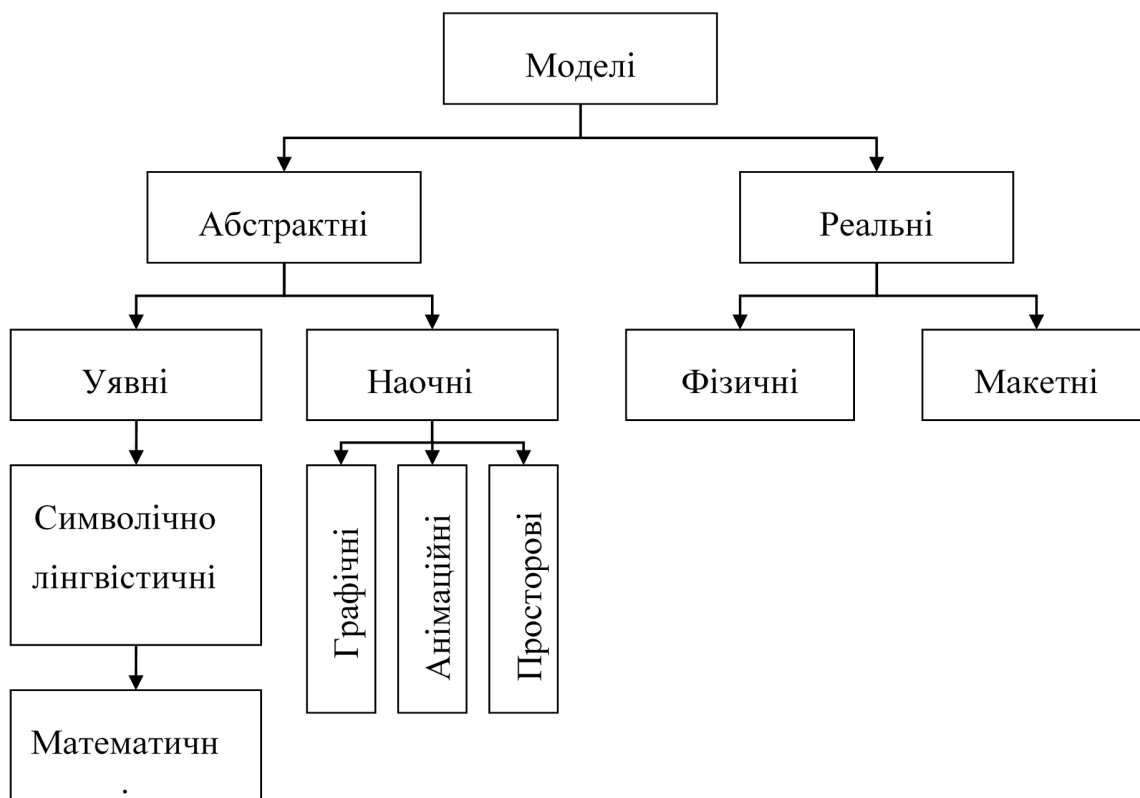 Моделі
Абстрактні
Реальні
Уявні
Наочні
Фізичні
Макетні
Символічно
лінгвістичні
Графічні
Анімаційні
Просторові
Математичн
і